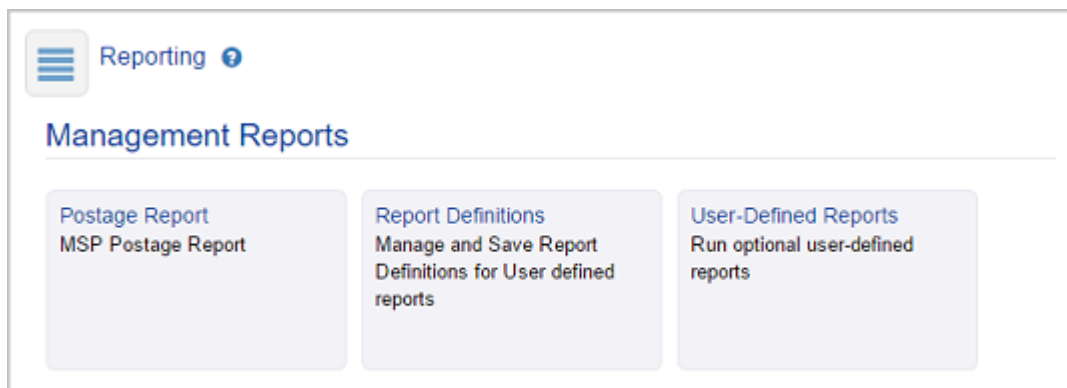 Reporting
Management Reports
Postage Report
MSP Postage Report
Report Definitions
Manage and Save Report
Definitions for User defined
reports
User-Defined Reports
Run optional user-defined
reports